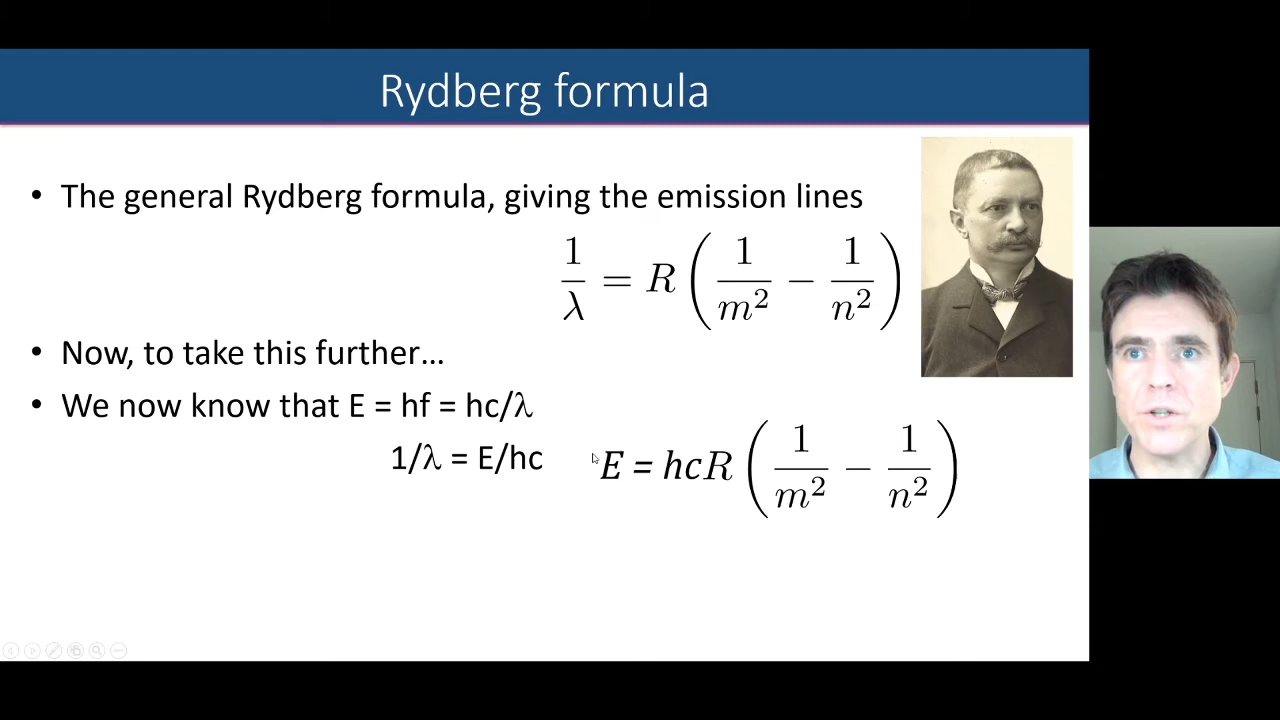 Rydberg formula
• The general Rydberg formula, giving the emission lines
1/λ = R (1/m² − 1/n²)
• Now, to take this further…
• We now know that E = hf = hc/λ
1/λ = E/hc
E = hcR (1/m² − 1/n²)